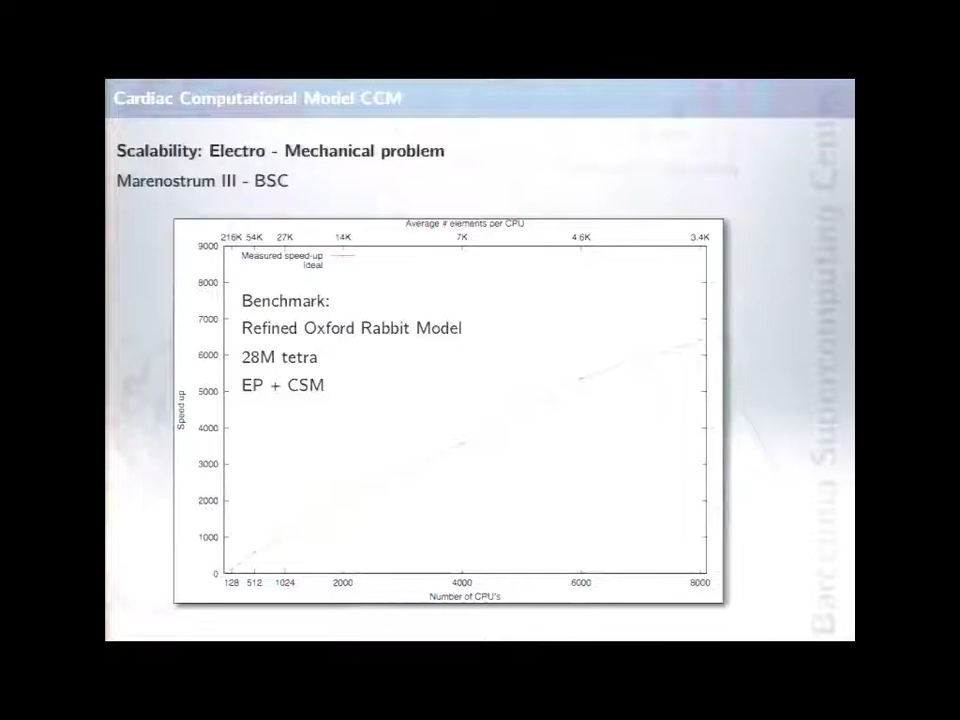 Cardiac Computational Model CCM
Scalability: Electro - Mechanical problem
Marenostrum III - BSC
Average # elements per CPU
216K 54K 27K 14K 7K 4.6K 3.4K
Measured speed-up
Ideal
Benchmark:
Refined Oxford Rabbit Model
28M tetra
EP + CSM
Speed up
9000
8000
7000
6000
5000
4000
3000
2000
1000
0
128 512 1024 2000 4000 6000 8000
Number of CPU's
Barcelona Supercomputing Center